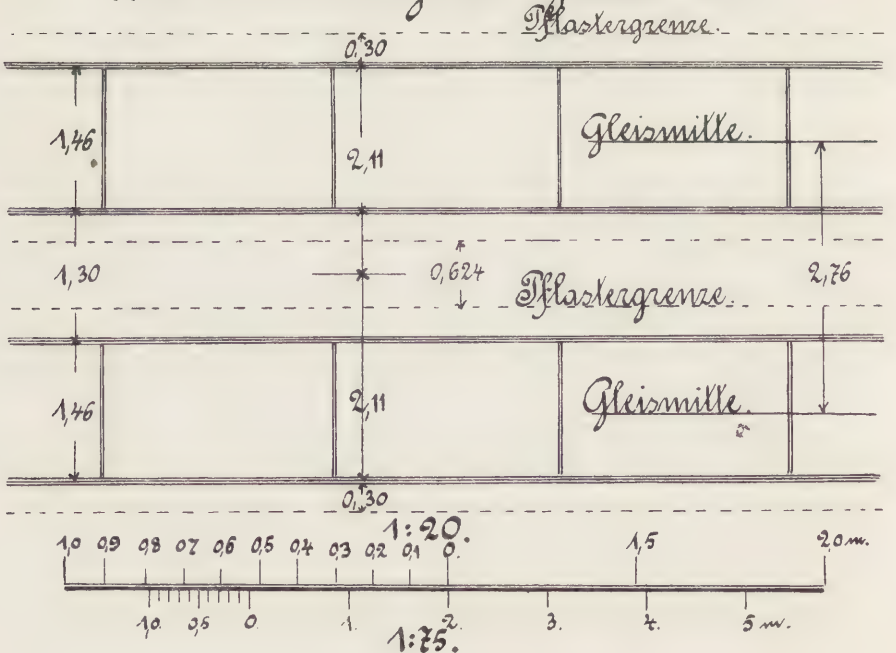 Pflastergrenze.
0,30
1,46
2,11
Gleismitte.
1,30
0,624
2,76
Pflastergrenze.
1,46
2,11
Gleismitte.
0,30
1:20.
1,0 0,9 0,8 0,7 0,6 0,5 0,4 0,3 0,2 0,1 0. 1,5 2,0 m.
1,0. 0,5 0. 1. 2. 3. 4. 5 m.
1:75.